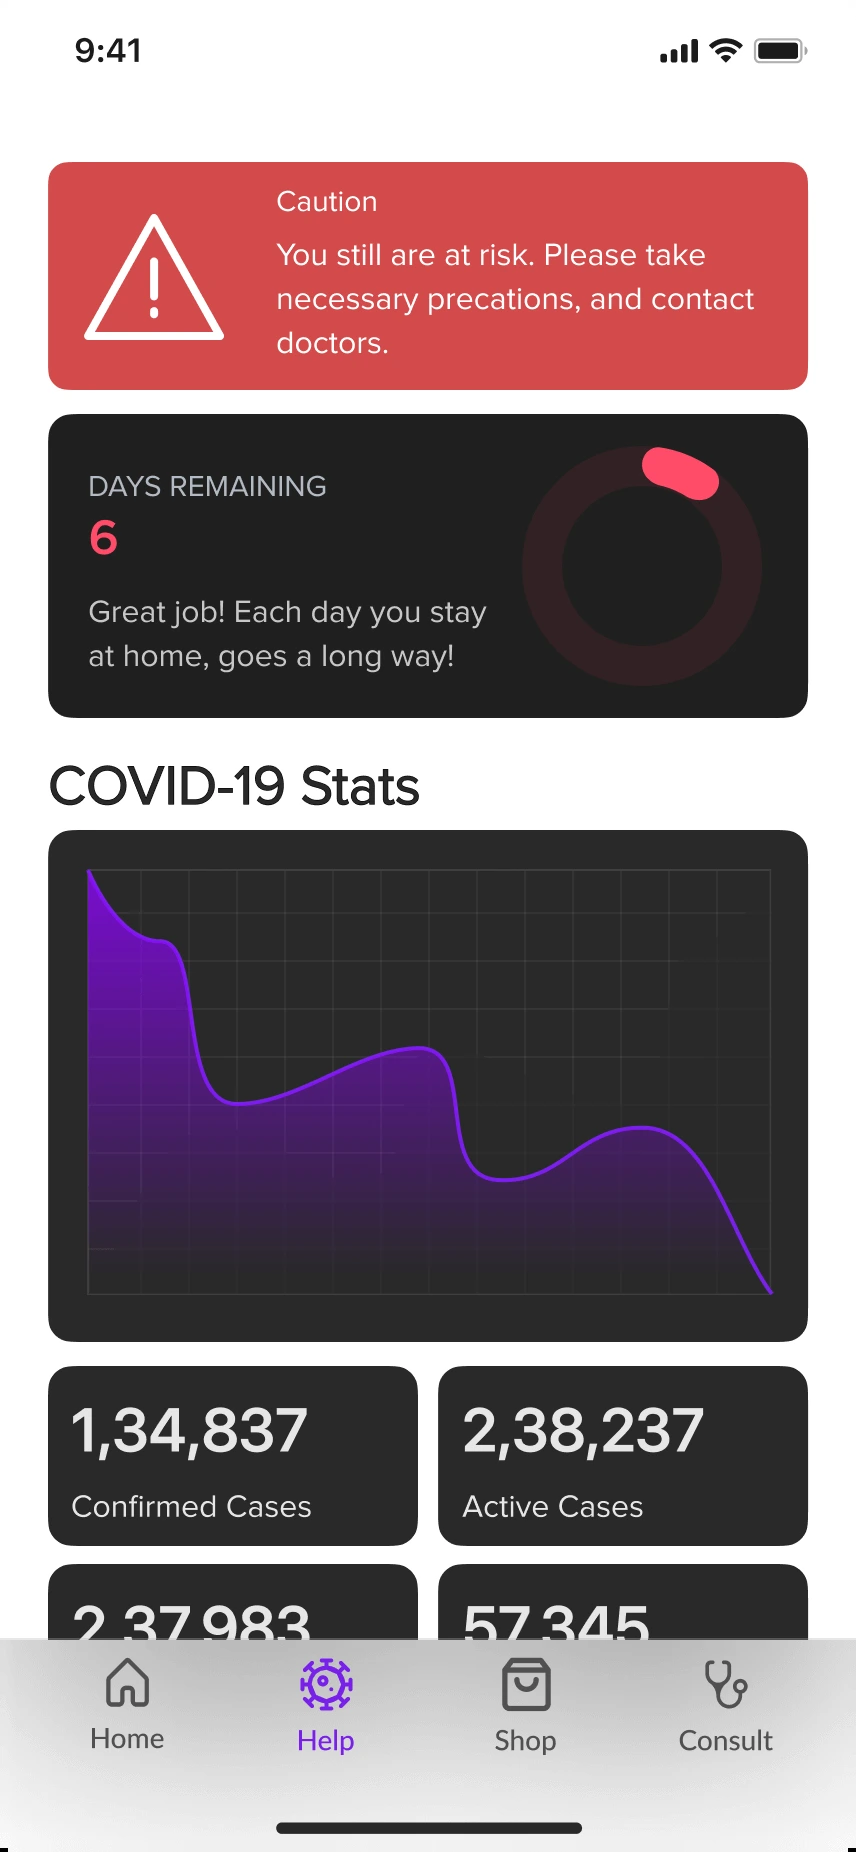 9:41
Caution
You still are at risk. Please take
necessary precations, and contact
doctors.
DAYS REMAINING
6
Great job! Each day you stay
at home, goes a long way!
COVID-19 Stats
1,34,837
2,38,237
Confirmed Cases
Active Cases
2,37,983
57,345
Home
Help
Shop
Consult